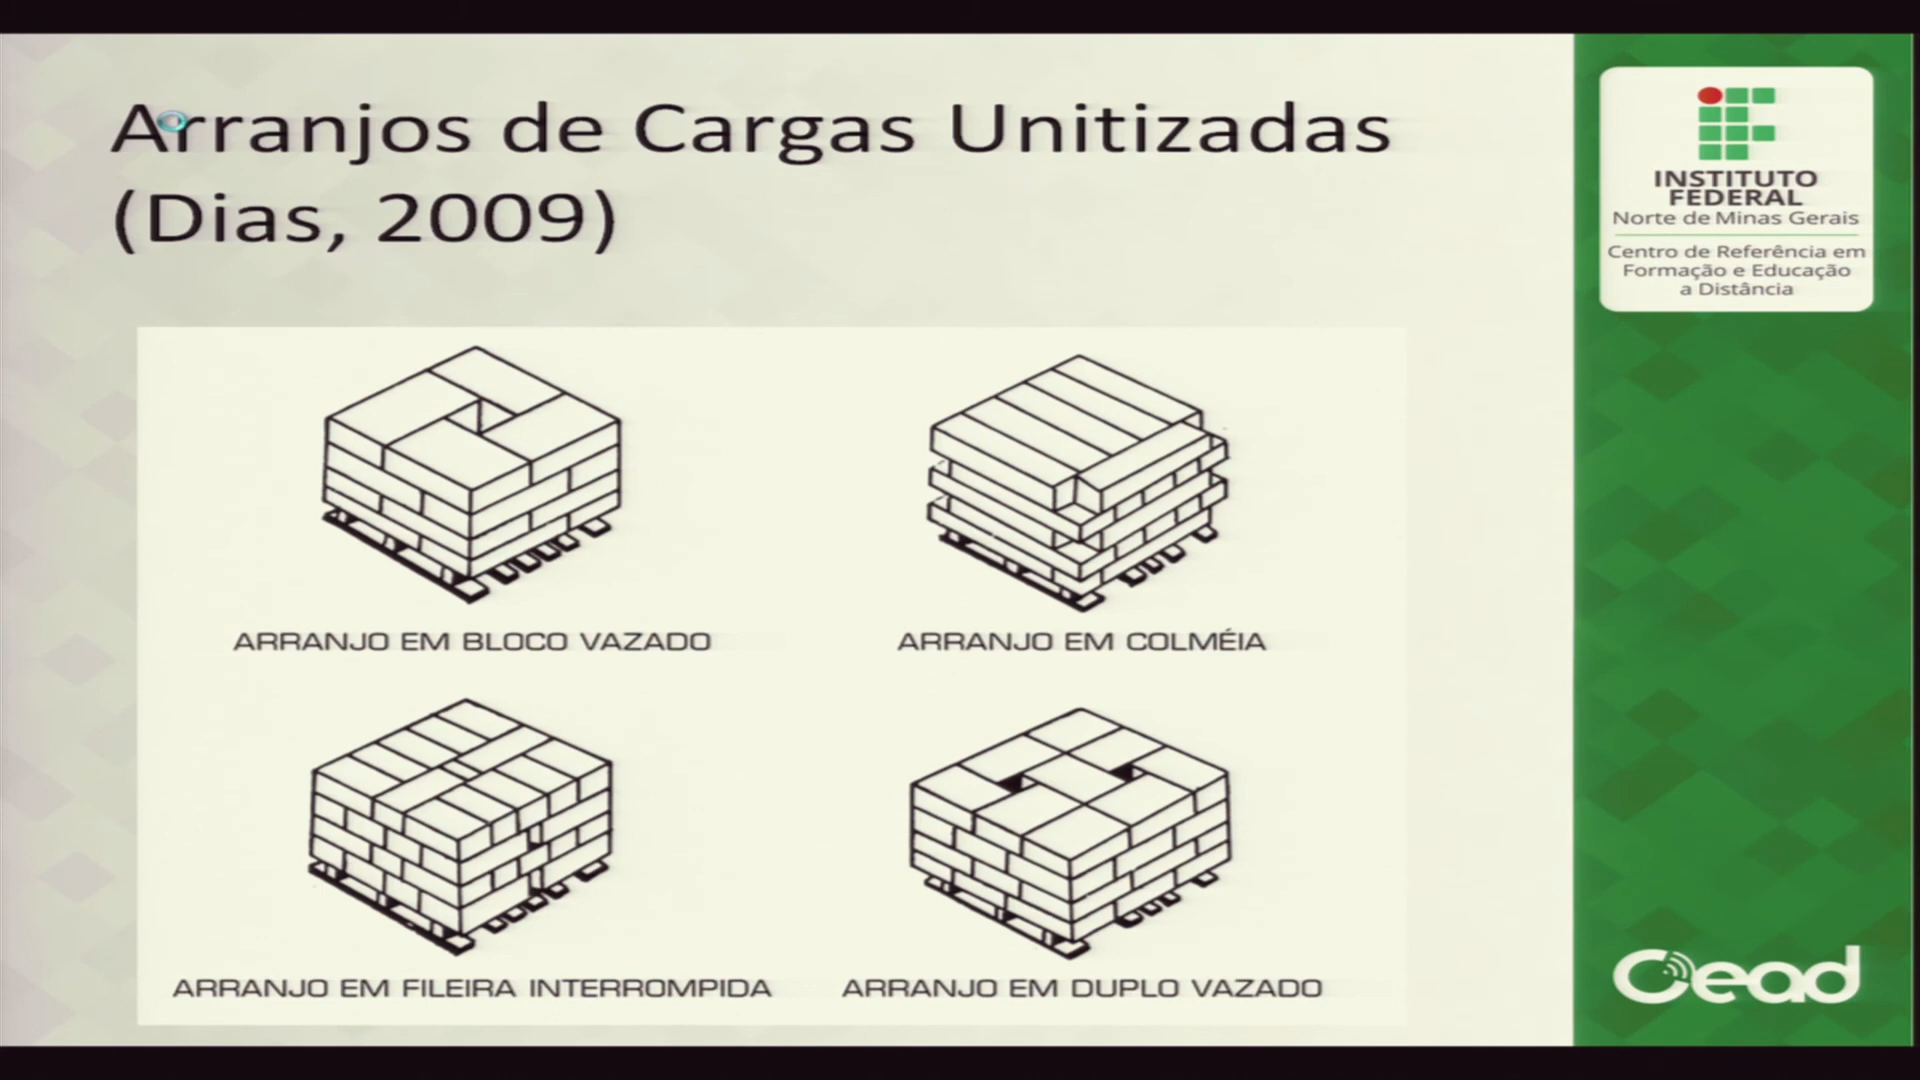 Arranjos de Cargas Unitizadas
(Dias, 2009)
INSTITUTO
FEDERAL
Norte de Minas Gerais
Centro de Referência em
Formação e Educação
a Distância
ARRANJO EM BLOCO VAZADO
ARRANJO EM COLMÉIA
ARRANJO EM FILEIRA INTERROMPIDA
ARRANJO EM DUPLO VAZADO
Cead